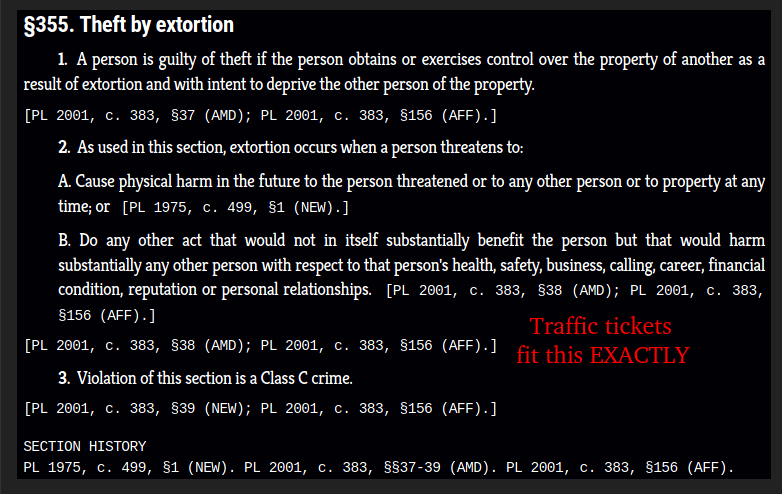 §355. Theft by extortion
1. A person is guilty of theft if the person obtains or exercises control over the property of another as a
result of extortion and with intent to deprive the other person of the property.
[PL 2001, c. 383, §37 (AMD); PL 2001, c. 383, §156 (AFF).]
2. As used in this section, extortion occurs when a person threatens to:
A. Cause physical harm in the future to the person threatened or to any other person or to property at any
time; or [PL 1975, c. 499, §1 (NEW).]
B. Do any other act that would not in itself substantially benefit the person but that would harm
substantially any other person with respect to that person's health, safety, business, calling, career, financial
condition, reputation or personal relationships. [PL 2001, c. 383, §38 (AMD); PL 2001, c. 383,
§156 (AFF).]
[PL 2001, c. 383, §38 (AMD); PL 2001, c. 383, §156 (AFF).]
Traffic tickets
fit this EXACTLY
3. Violation of this section is a Class C crime.
[PL 2001, c. 383, §39 (NEW); PL 2001, c. 383, §156 (AFF).]
SECTION HISTORY
PL 1975, c. 499, §1 (NEW). PL 2001, c. 383, §§37-39 (AMD). PL 2001, c. 383, §156 (AFF).